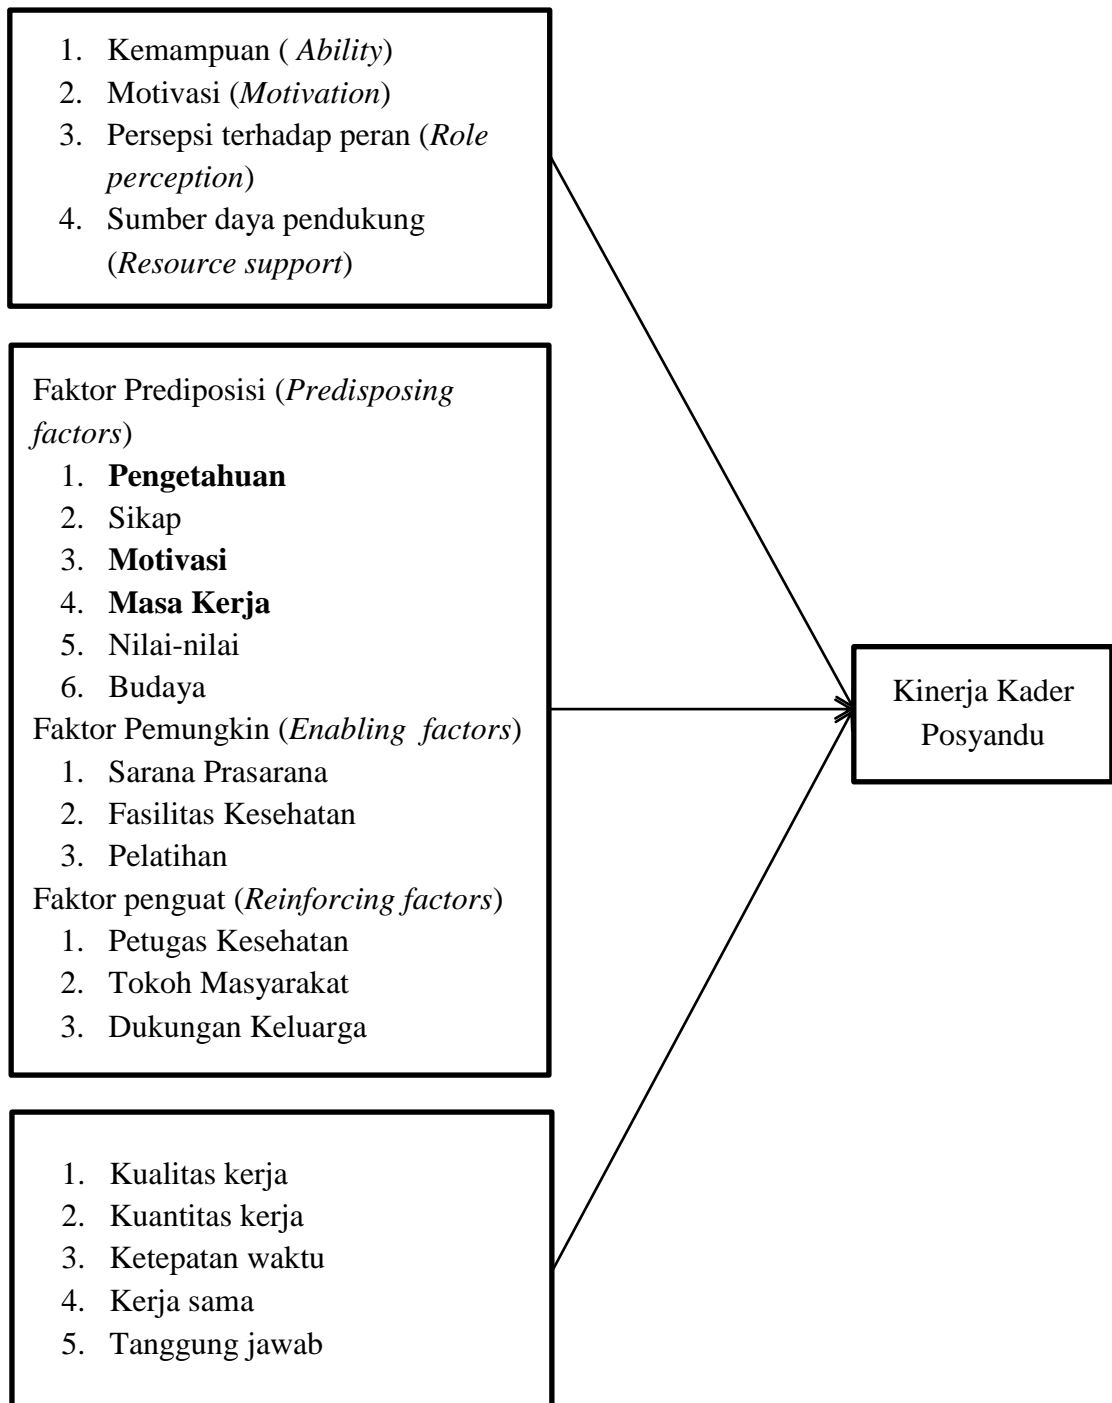 1. Kemampuan ( Ability)
2. Motivasi (Motivation)
3. Persepsi terhadap peran (Role
perception)
4. Sumber daya pendukung
(Resource support)
Faktor Prediposisi (Predisposing
factors)
1. Pengetahuan
2. Sikap
3. Motivasi
4. Masa Kerja
5. Nilai-nilai
6. Budaya
Faktor Pemungkin (Enabling factors)
1. Sarana Prasarana
2. Fasilitas Kesehatan
3. Pelatihan
Faktor penguat (Reinforcing factors)
1. Petugas Kesehatan
2. Tokoh Masyarakat
3. Dukungan Keluarga
1. Kualitas kerja
2. Kuantitas kerja
3. Ketepatan waktu
4. Kerja sama
5. Tanggung jawab
Kinerja Kader
Posyandu